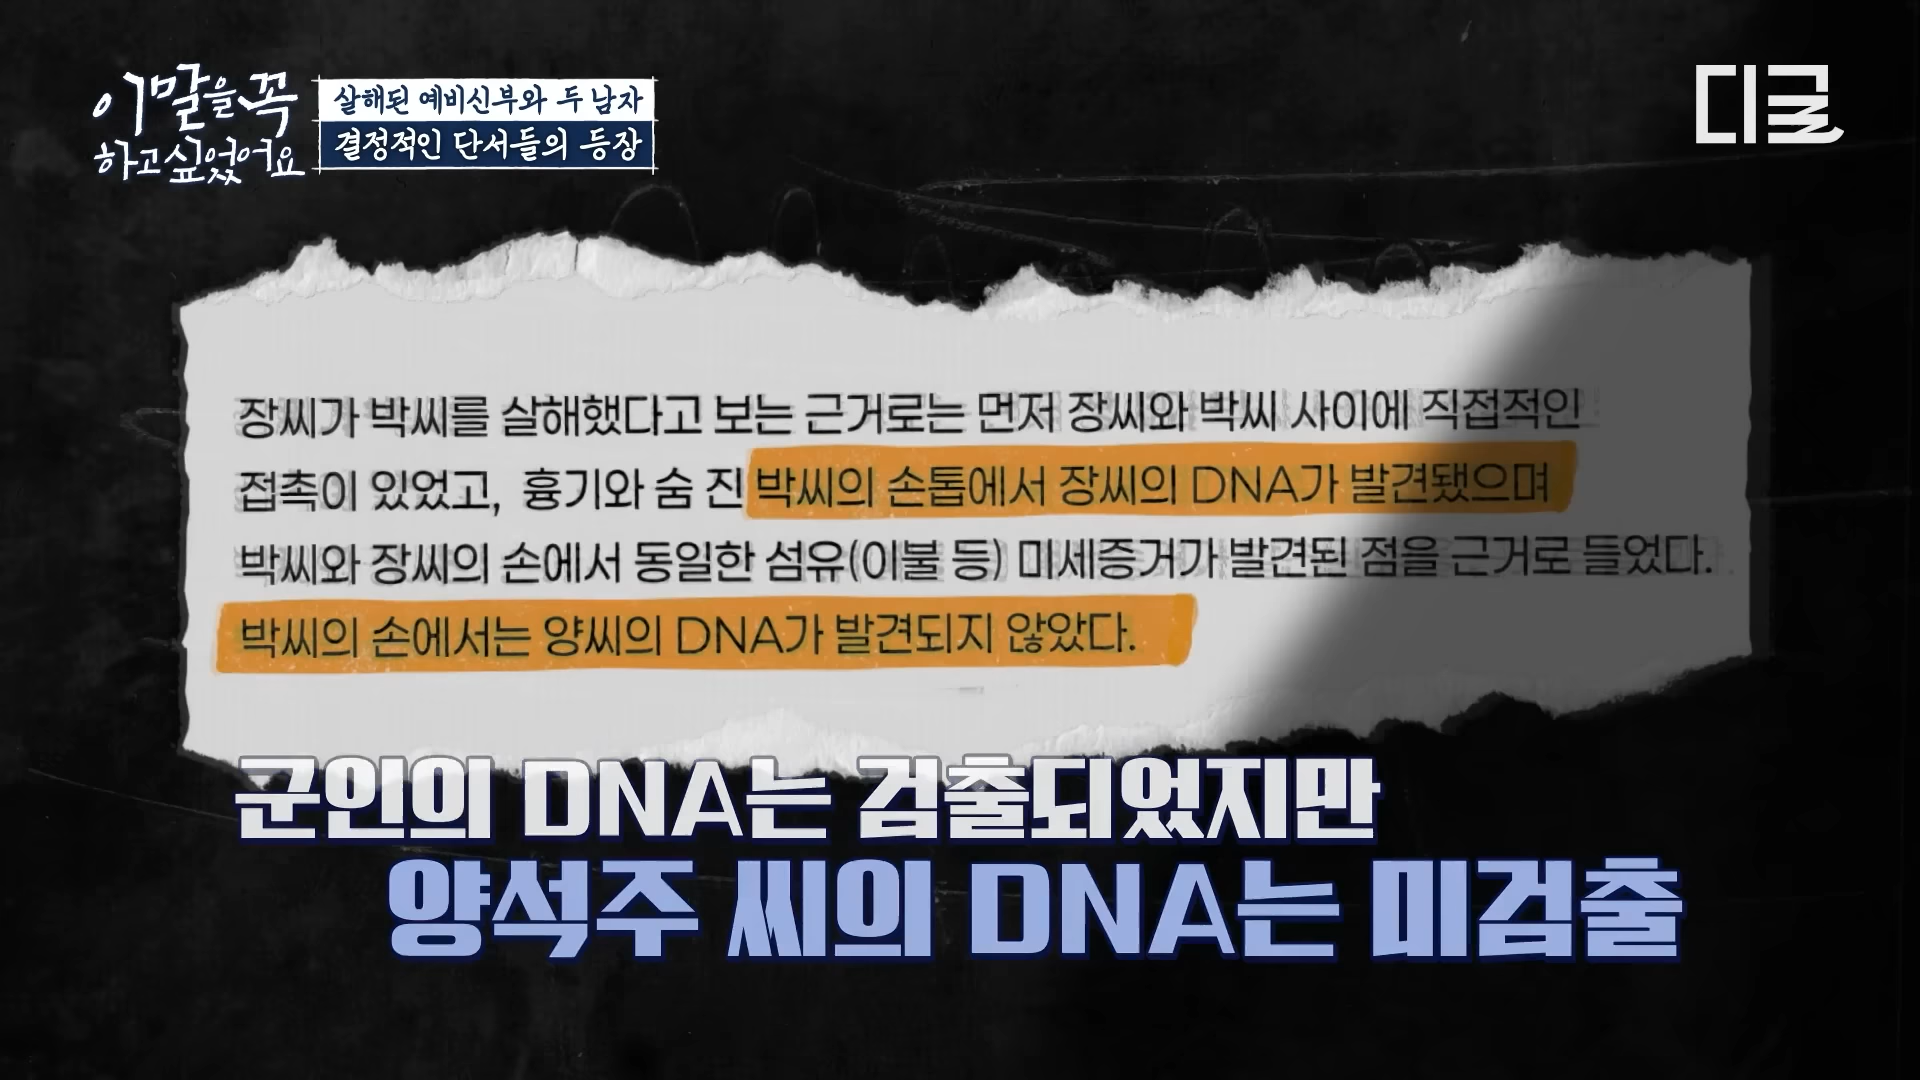 이 말을 꼭
하고 싶었어요
살해된 예비신부와 두 남자
결정적인 단서들의 등장
디글
장씨가 박씨를 살해했다고 보는 근거로는 먼저 장씨와 박씨 사이에 직접적인
접촉이 있었고, 흉기와 숨 진 박씨의 손톱에서 장씨의 DNA가 발견됐으며
박씨와 장씨의 손에서 동일한 섬유(이불 등) 미세증거가 발견된 점을 근거로 들었다.
박씨의 손에서는 양씨의 DNA가 발견되지 않았다.
군인의 DNA는 검출되었지만
양석주 씨의 DNA는 미검출